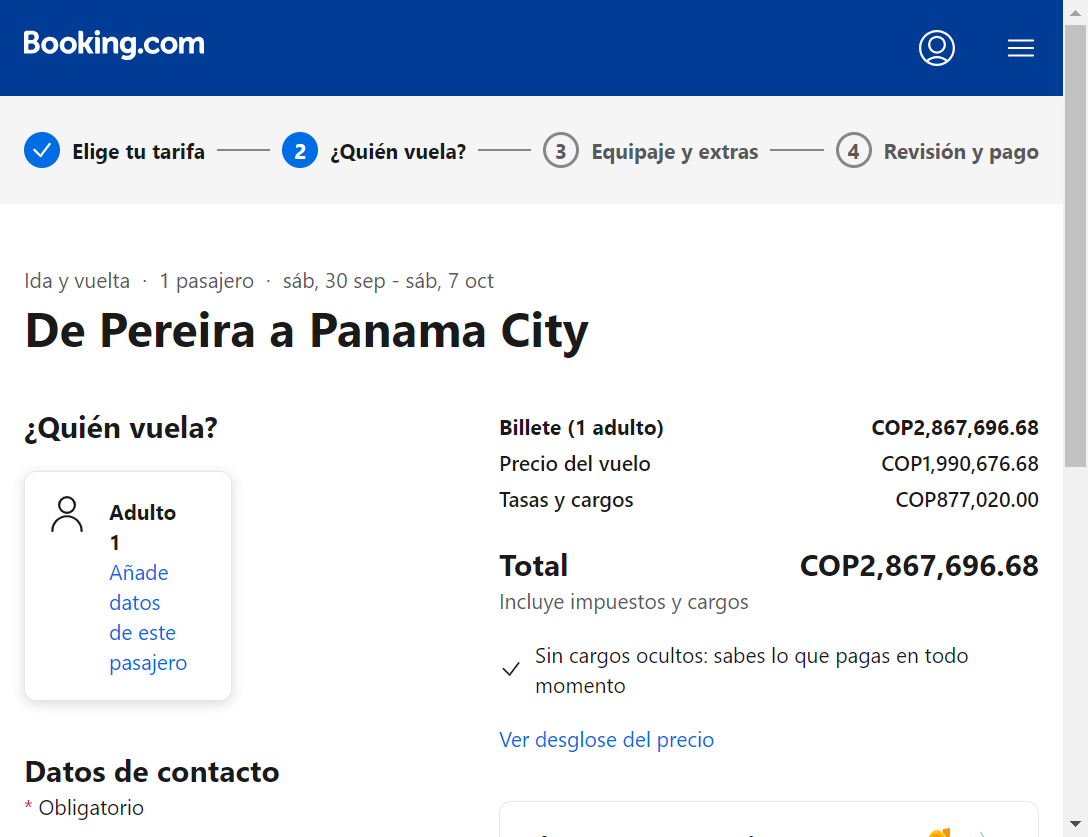 Booking.com
Elige tu tarifa
2 ¿Quién vuela?
3 Equipaje y extras
4 Revisión y pago
Ida y vuelta · 1 pasajero · sáb, 30 sep - sáb, 7 oct
De Pereira a Panama City
¿Quién vuela?
Adulto
1
Añade
datos
de este
pasajero
Datos de contacto
* Obligatorio
Billete (1 adulto) COP2,867,696.68
Precio del vuelo COP1,990,676.68
Tasas y cargos COP877,020.00
Total COP2,867,696.68
Incluye impuestos y cargos
Sin cargos ocultos: sabes lo que pagas en todo
momento
Ver desglose del precio